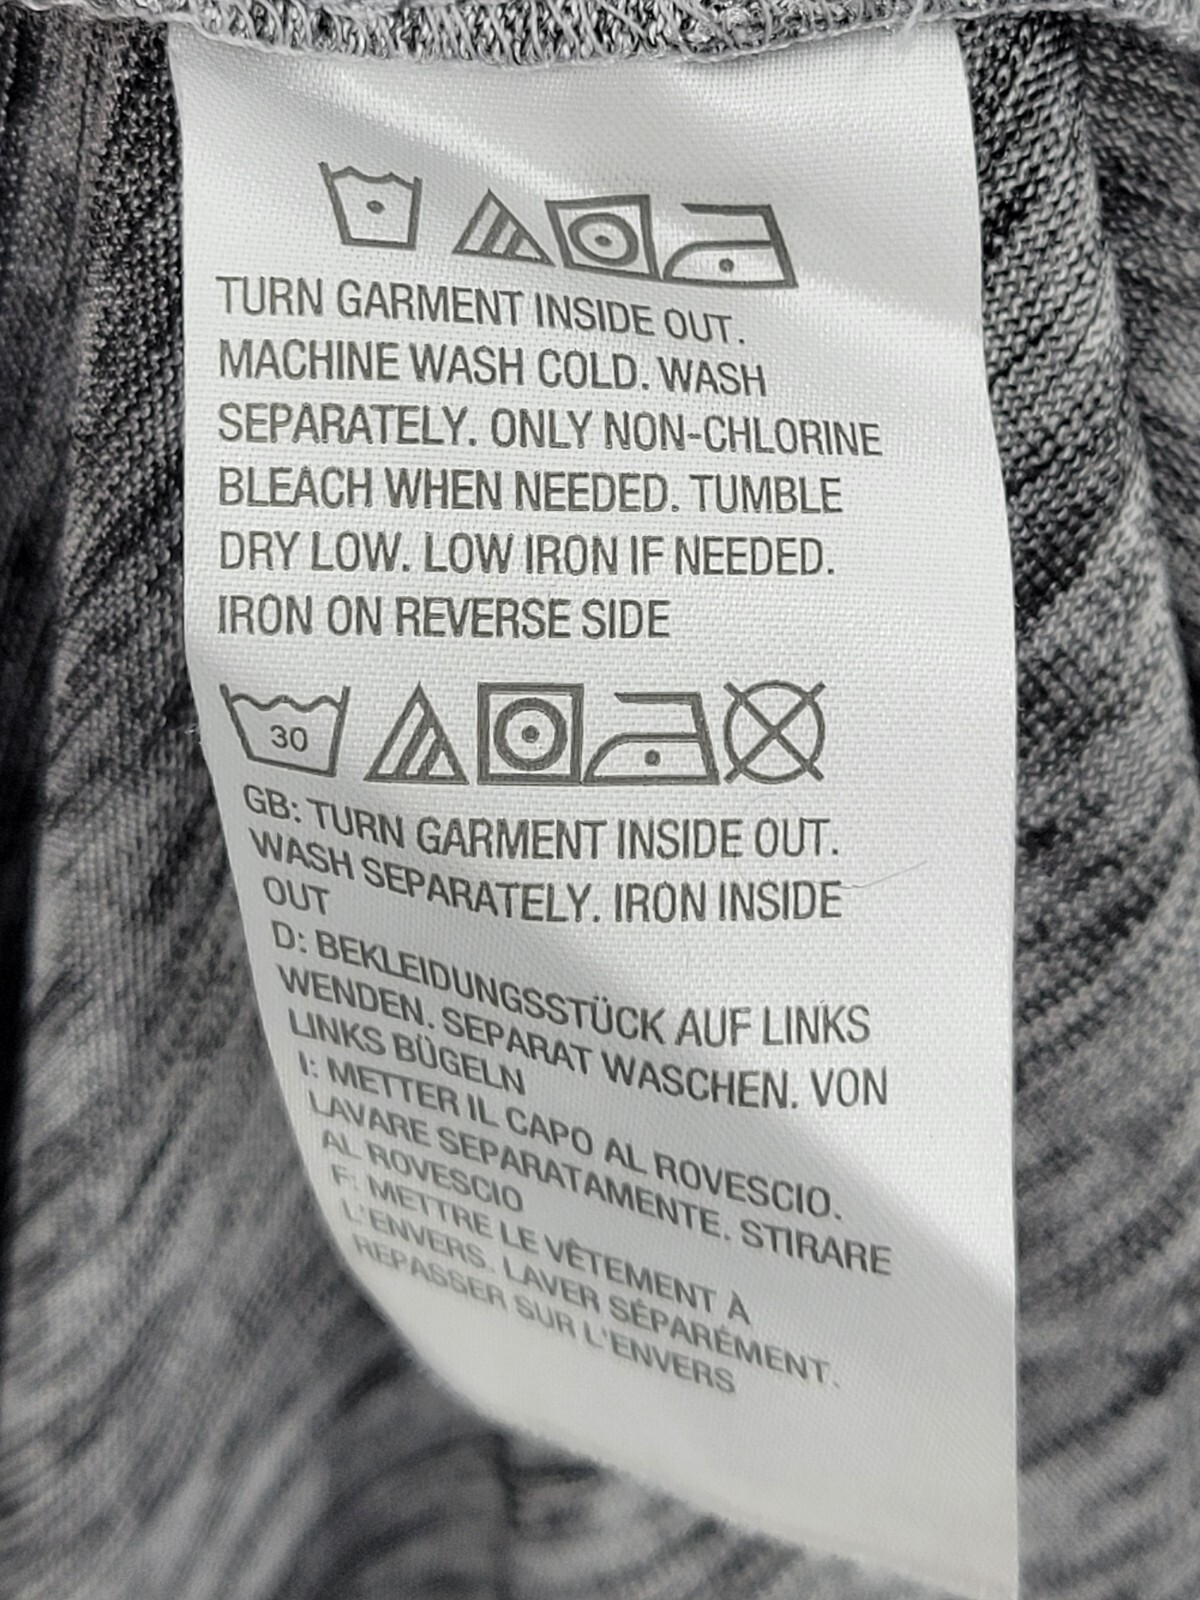 TURN GARMENT INSIDE OUT.
MACHINE WASH COLD. WASH
SEPARATELY. ONLY NON-CHLORINE
BLEACH WHEN NEEDED. TUMBLE
DRY LOW. LOW IRON IF NEEDED.
IRON ON REVERSE SIDE
30
GB: TURN GARMENT INSIDE OUT.
WASH SEPARATELY. IRON INSIDE
OUT
D: BEKLEIDUNGSSTÜCK AUF LINKS
WENDEN. SEPARAT WASCHEN. VON
LINKS BÜGELN
I: METTER IL CAPO AL ROVESCIO.
LAVARE SEPARATAMENTE. STIRARE
AL ROVESCIO
F: METTRE LE VÊTEMENT À
L'ENVERS. LAVER SÉPARÉMENT.
REPASSER SUR L'ENVERS